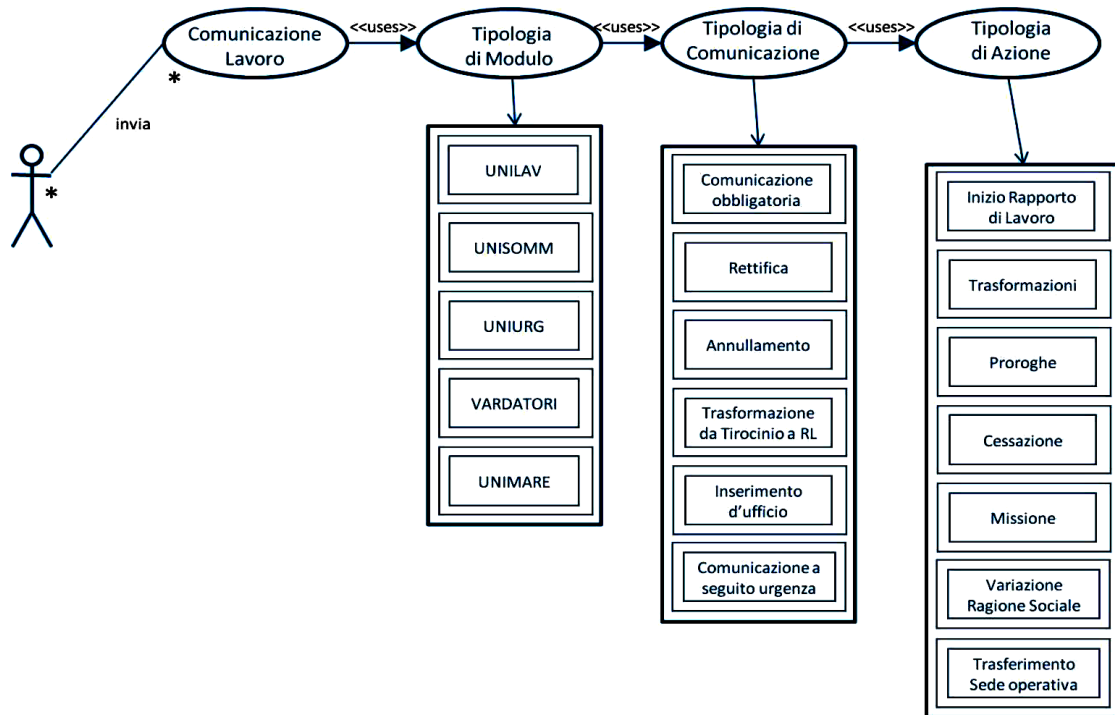 Comunicazione
Lavoro
<<uses>>
Tipologia
di Modulo
<<uses>>
Tipologia di
Comunicazione
<<uses>>
Tipologia
di Azione
*
invia
*
UNILAV
UNISOMM
UNIURG
VARDATORI
UNIMARE
Comunicazione
obbligatoria
Rettifica
Annullamento
Trasformazione
da Tirocinio a RL
Inserimento
d’ufficio
Comunicazione a
seguito urgenza
Inizio Rapporto
di Lavoro
Trasformazioni
Proroghe
Cessazione
Missione
Variazione
Ragione Sociale
Trasferimento
Sede operativa